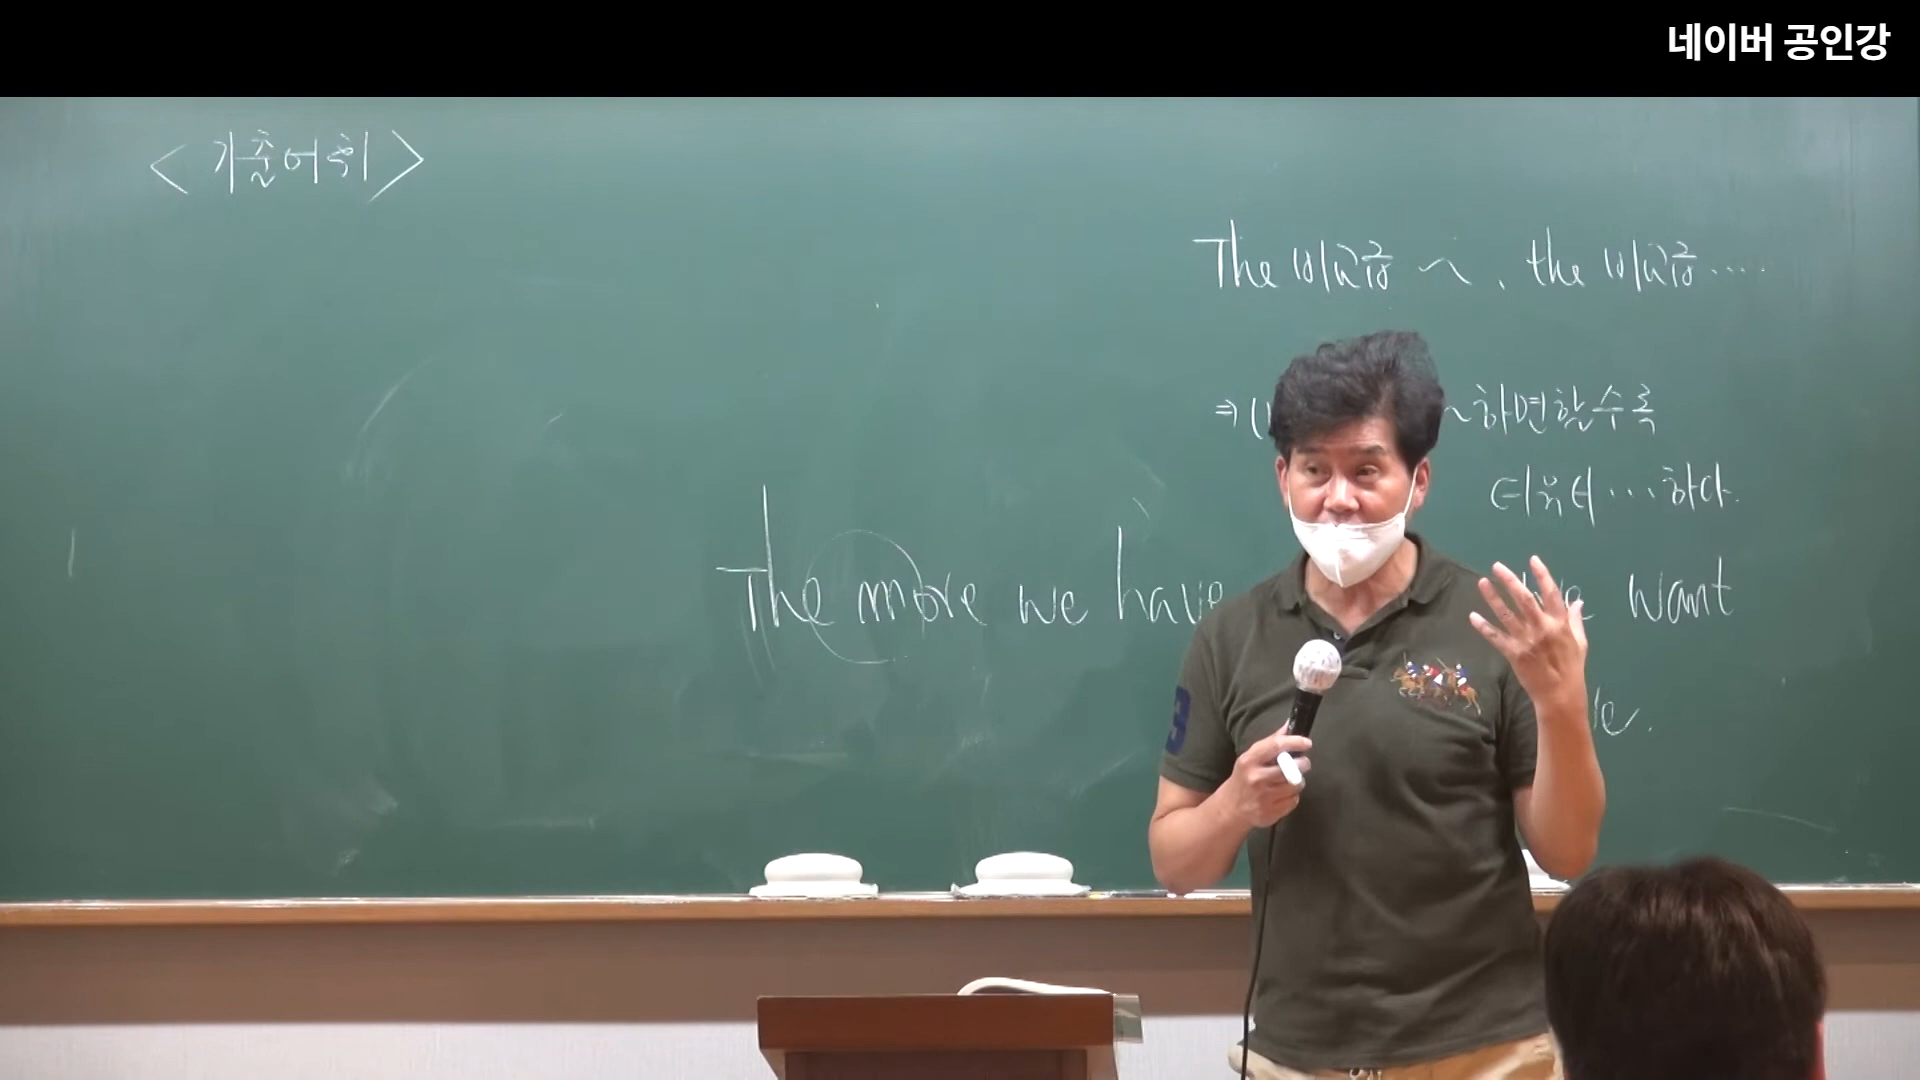 네이버 공인강
< 기출어휘 >
The 비교급 ~, the 비교급 ....
⇒ ( ~하면할수록
더욱더 ...하다.
The more we have we want